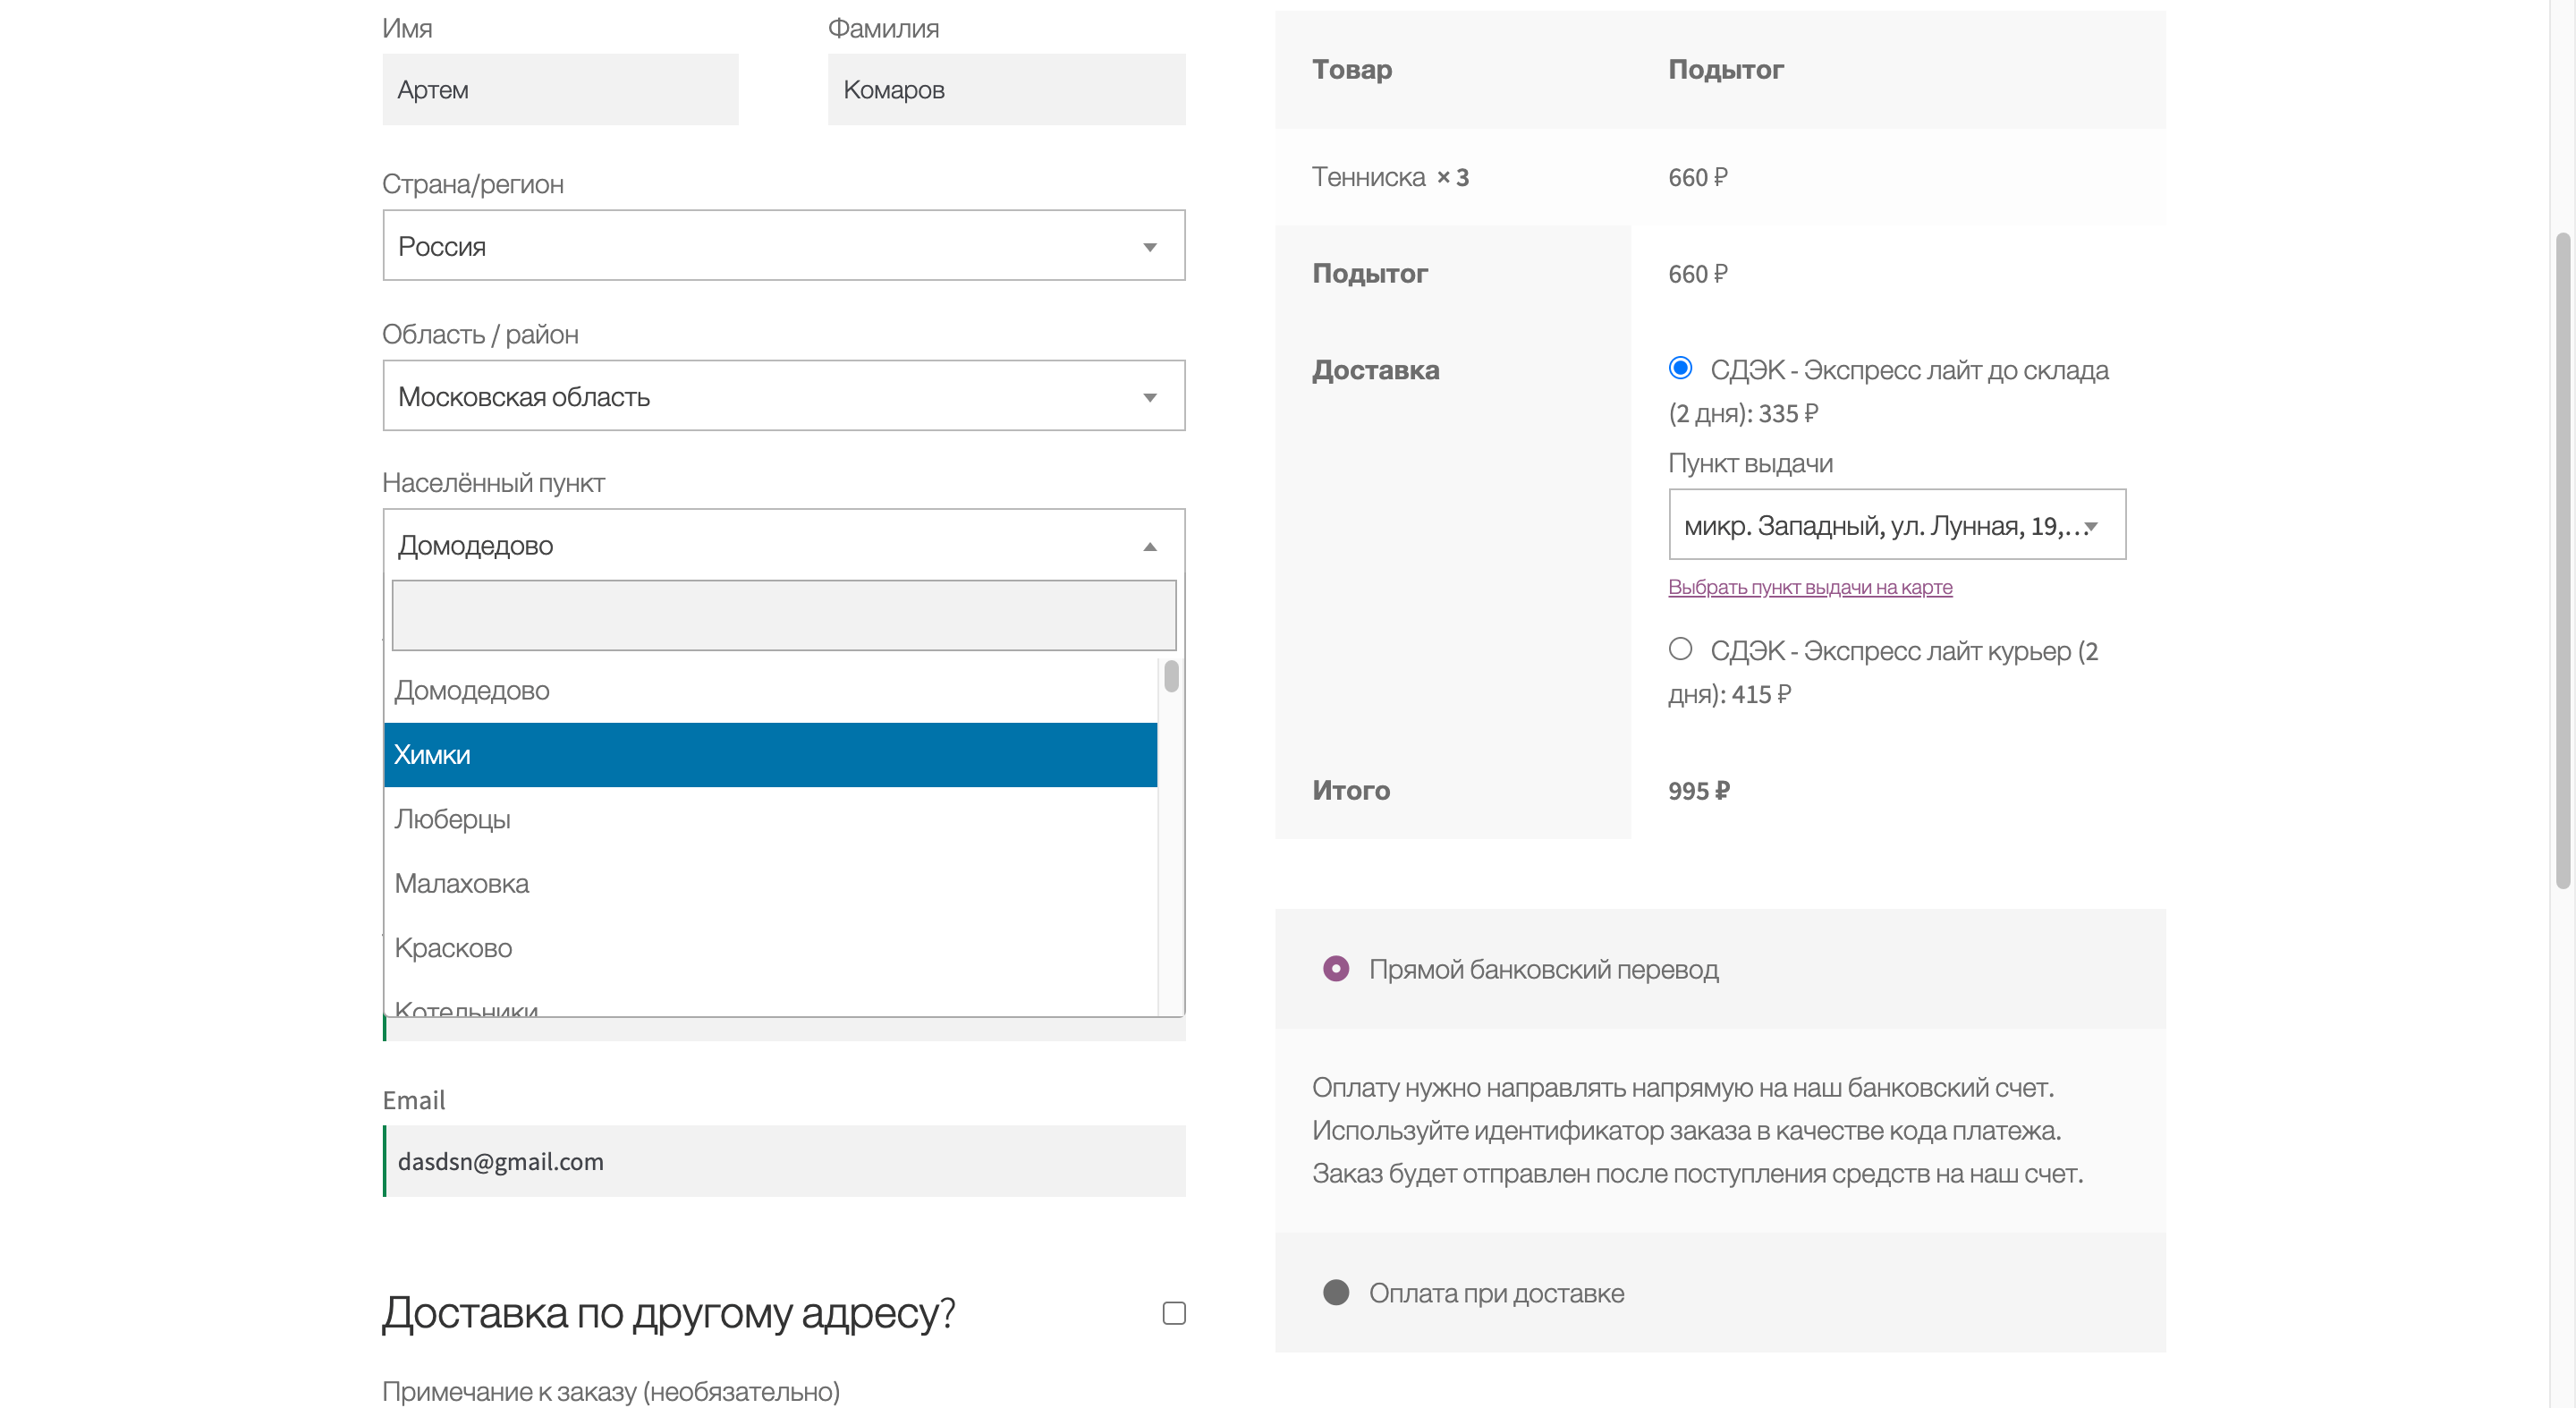 Имя
Фамилия
Артем
Комаров
Страна/регион
Россия
Область / район
Московская область
Населённый пункт
Домодедово
Домодедово
Химки
Люберцы
Малаховка
Красково
Котельники
Email
dasdsn@gmail.com
Доставка по другому адресу?
Примечание к заказу (необязательно)
Товар
Подытог
Тенниска × 3
660 ₽
Подытог
660 ₽
Доставка
СДЭК - Экспресс лайт до склада
(2 дня): 335 ₽
Пункт выдачи
микр. Западный, ул. Лунная, 19,…
Выбрать пункт выдачи на карте
СДЭК - Экспресс лайт курьер (2
дня): 415 ₽
Итого
995 ₽
Прямой банковский перевод
Оплату нужно направлять напрямую на наш банковский счет.
Используйте идентификатор заказа в качестве кода платежа.
Заказ будет отправлен после поступления средств на наш счет.
Оплата при доставке